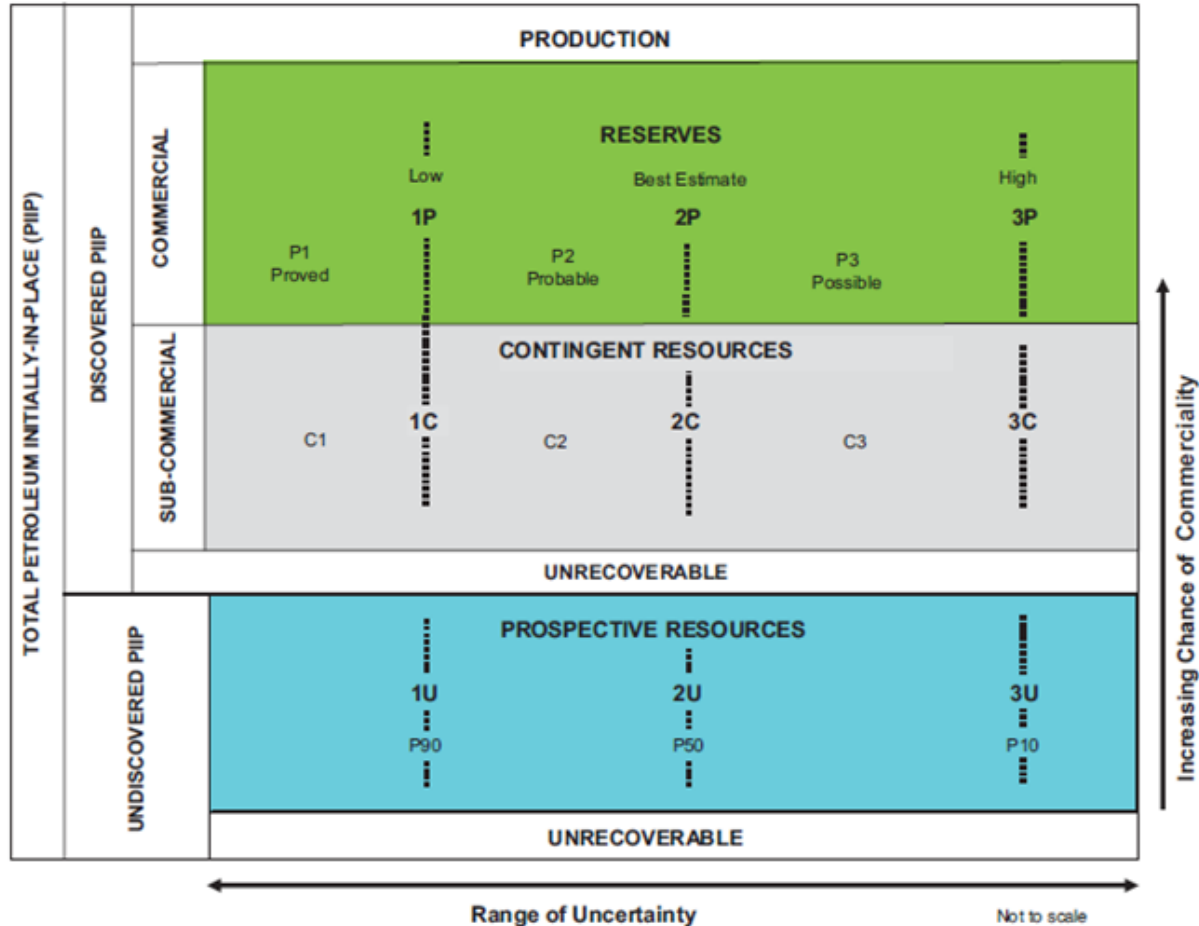 TOTAL PETROLEUM INITIALLY-IN-PLACE (PIIP)
DISCOVERED PIIP
COMMERCIAL
PRODUCTION
RESERVES
Low
Best Estimate
High
1P
2P
3P
P1
Proved
P2
Probable
P3
Possible
SUB-COMMERCIAL
CONTINGENT RESOURCES
1C
2C
3C
C1
C2
C3
UNRECOVERABLE
UNDISCOVERED PIIP
PROSPECTIVE RESOURCES
1U
2U
3U
P90
P50
P10
UNRECOVERABLE
Increasing Chance of Commerciality
Range of Uncertainty
Not to scale